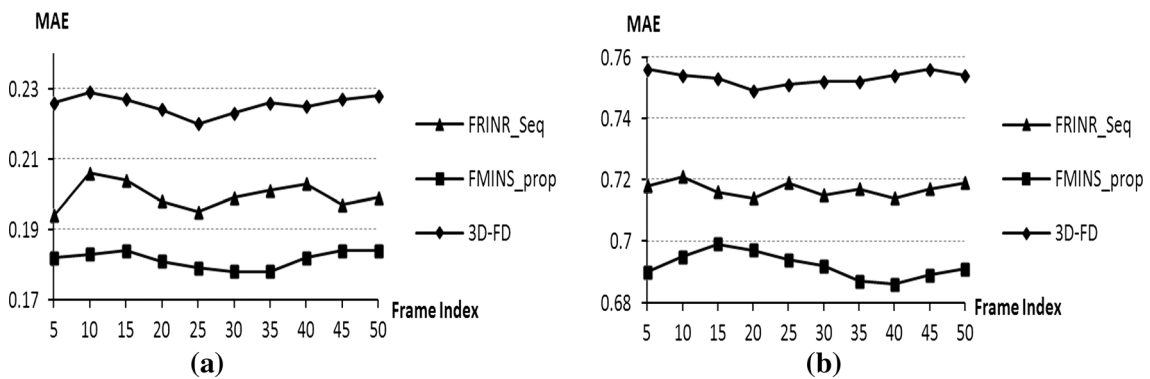 MAE
0.23
0.21
0.19
0.17
5 10 15 20 25 30 35 40 45 50
Frame Index
FRINR_Seq
FMINS_prop
3D-FD
(a)
MAE
0.76
0.74
0.72
0.7
0.68
5 10 15 20 25 30 35 40 45 50
Frame Index
FRINR_Seq
FMINS_prop
3D-FD
(b)